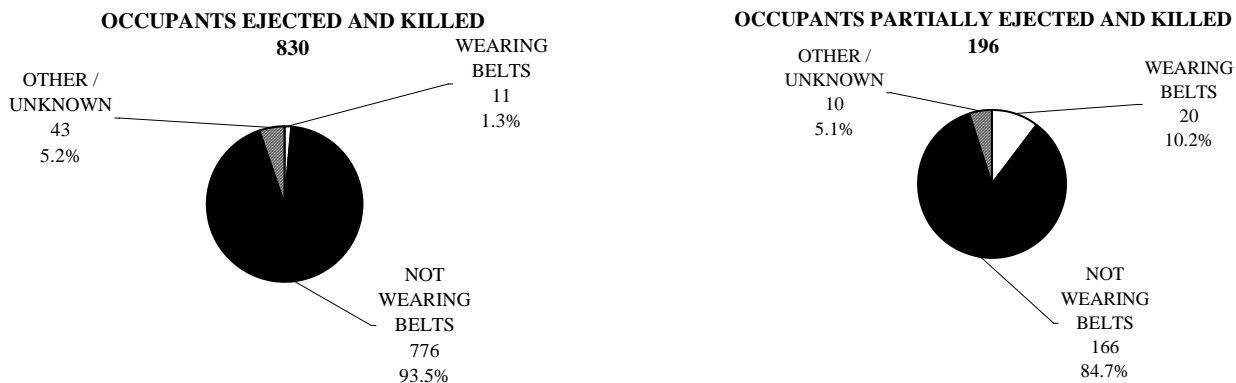 OCCUPANTS EJECTED AND KILLED
830
WEARING
BELTS
11
1.3%
OTHER /
UNKNOWN
43
5.2%
NOT
WEARING
BELTS
776
93.5%
OCCUPANTS PARTIALLY EJECTED AND KILLED
196
OTHER /
UNKNOWN
10
5.1%
WEARING
BELTS
20
10.2%
NOT
WEARING
BELTS
166
84.7%